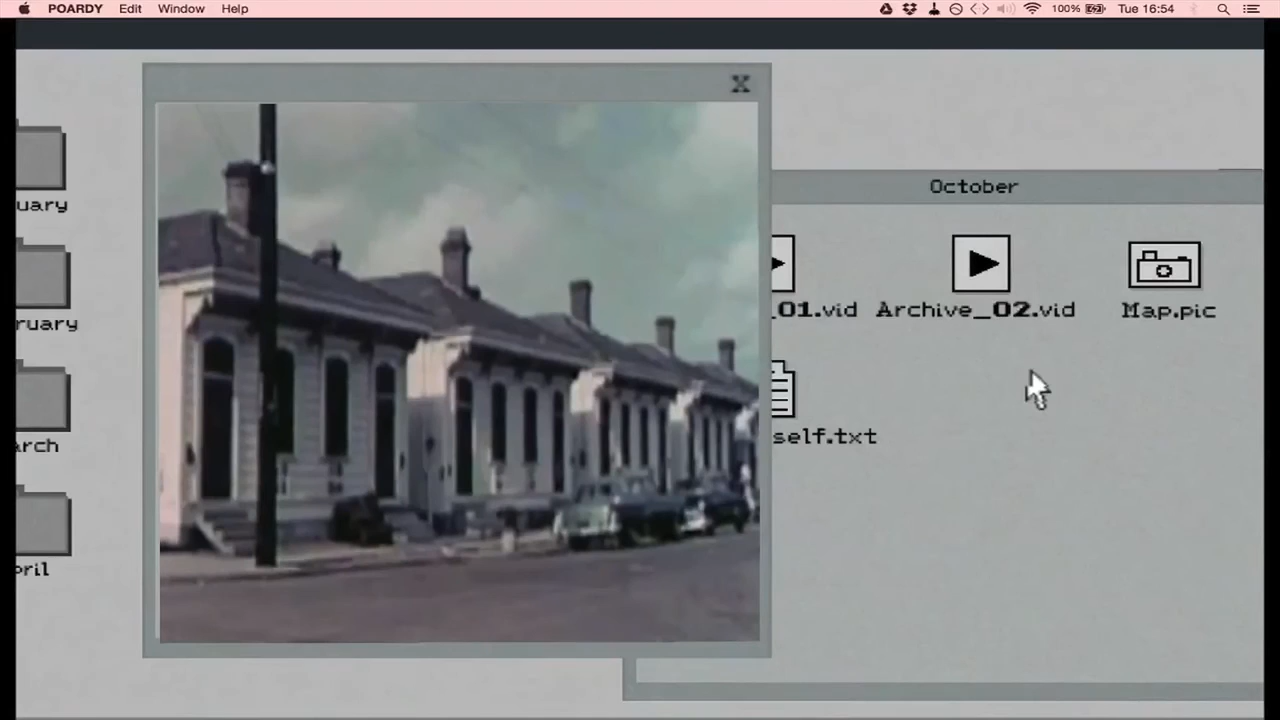 POARDY Edit Window Help 100% Tue 16:54
X
October
uary
_01.vid Archive_02.vid Map.pic
ruary
self.txt
arch
pril